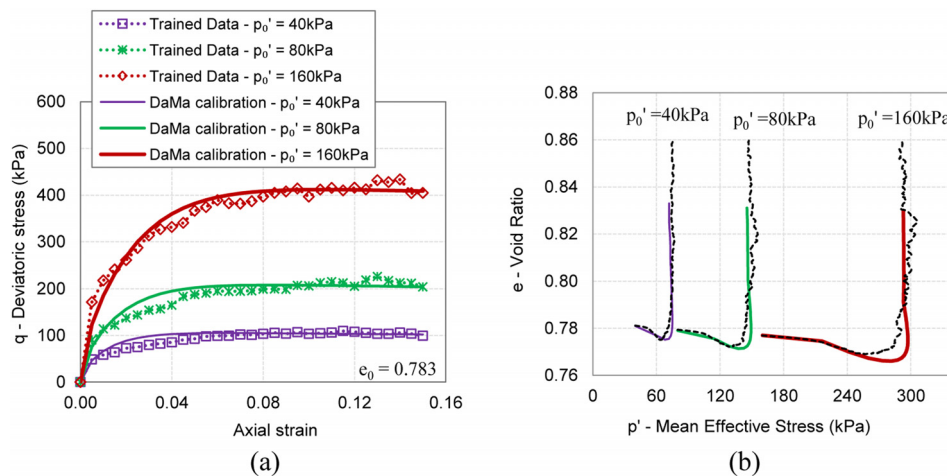 Trained Data - p₀' = 40kPa
Trained Data - p₀' = 80kPa
Trained Data - p₀' = 160kPa
DaMa calibration - p₀' = 40kPa
DaMa calibration - p₀' = 80kPa
DaMa calibration - p₀' = 160kPa
600
500
400
300
200
100
0
q - Deviatoric stress (kPa)
e₀ = 0.783
0.00 0.04 0.08 0.12 0.16
Axial strain
(a)
0.88
0.86
0.84
0.82
0.80
0.78
0.76
e - Void Ratio
p₀' =40kPa p₀' =80kPa p₀' =160kPa
0 60 120 180 240 300
p' - Mean Effective Stress (kPa)
(b)